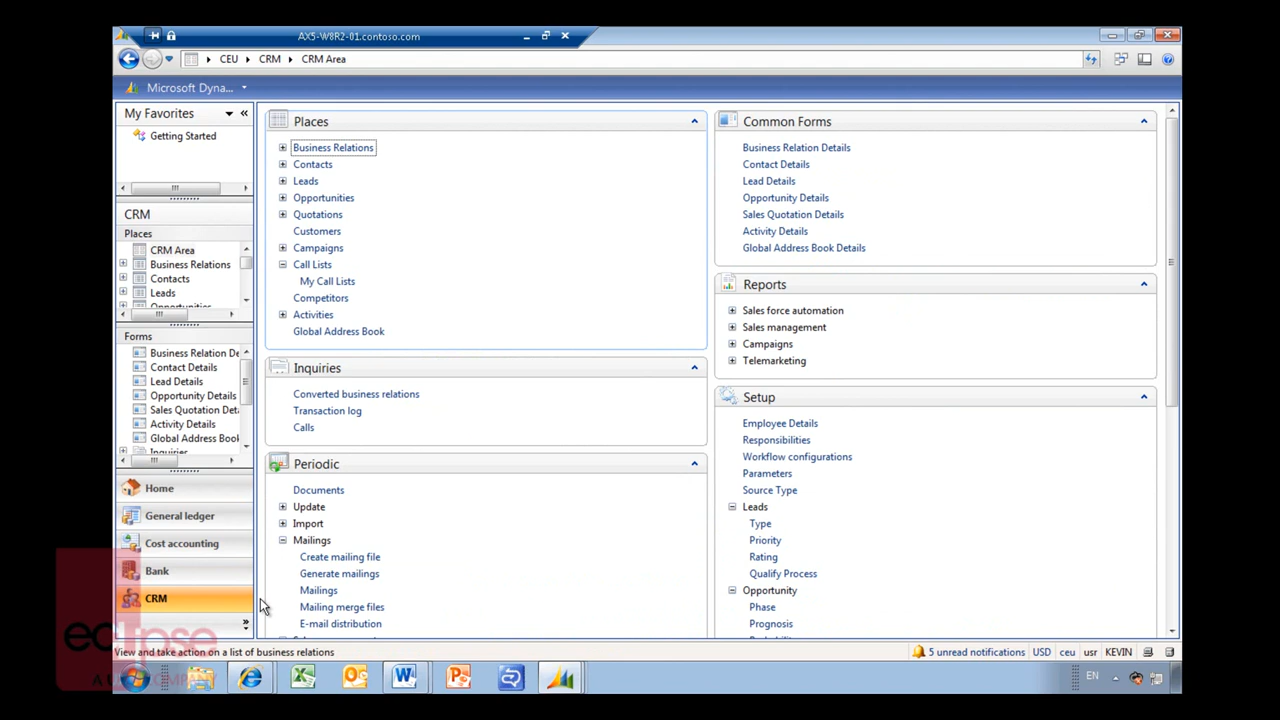 AX5-W8R2-01.contoso.com
CEU CRM CRM Area
Microsoft Dyna...
My Favorites
Getting Started
CRM
Places
CRM Area
Business Relations
Contacts
Leads
Opportunities
Forms
Business Relation De
Contact Details
Lead Details
Opportunity Details
Sales Quotation Deta
Activity Details
Global Address Book
Inquiries
Home
General ledger
Cost accounting
Bank
CRM
Places
Business Relations
Contacts
Leads
Opportunities
Quotations
Customers
Campaigns
Call Lists
My Call Lists
Competitors
Activities
Global Address Book
Inquiries
Converted business relations
Transaction log
Calls
Periodic
Documents
Update
Import
Mailings
Create mailing file
Generate mailings
Mailings
Mailing merge files
E-mail distribution
Common Forms
Business Relation Details
Contact Details
Lead Details
Opportunity Details
Sales Quotation Details
Activity Details
Global Address Book Details
Reports
Sales force automation
Sales management
Campaigns
Telemarketing
Setup
Employee Details
Responsibilities
Workflow configurations
Parameters
Source Type
Leads
Type
Priority
Rating
Qualify Process
Opportunity
Phase
Prognosis
View and take action on a list of business relations
5 unread notifications USD ceu usr KEVIN
eclipse
EN